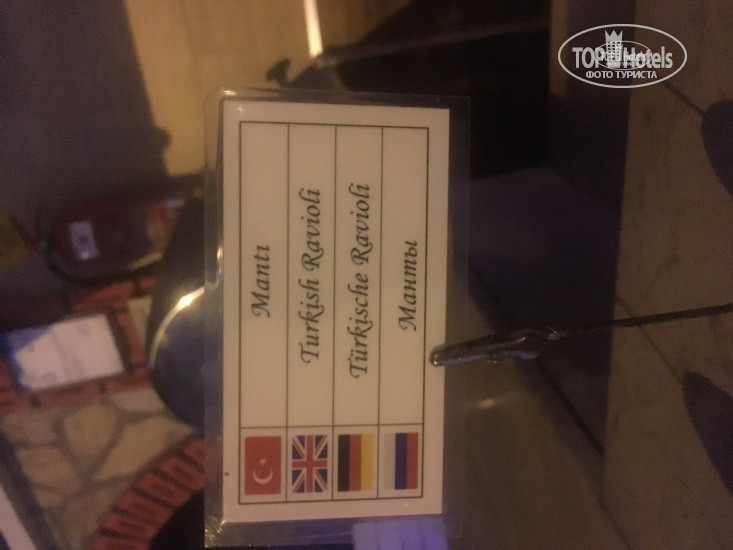 Mantı
Turkish Ravioli
Türkische Ravioli
Манты
TOP Hotels
ФОТО ТУРИСТА